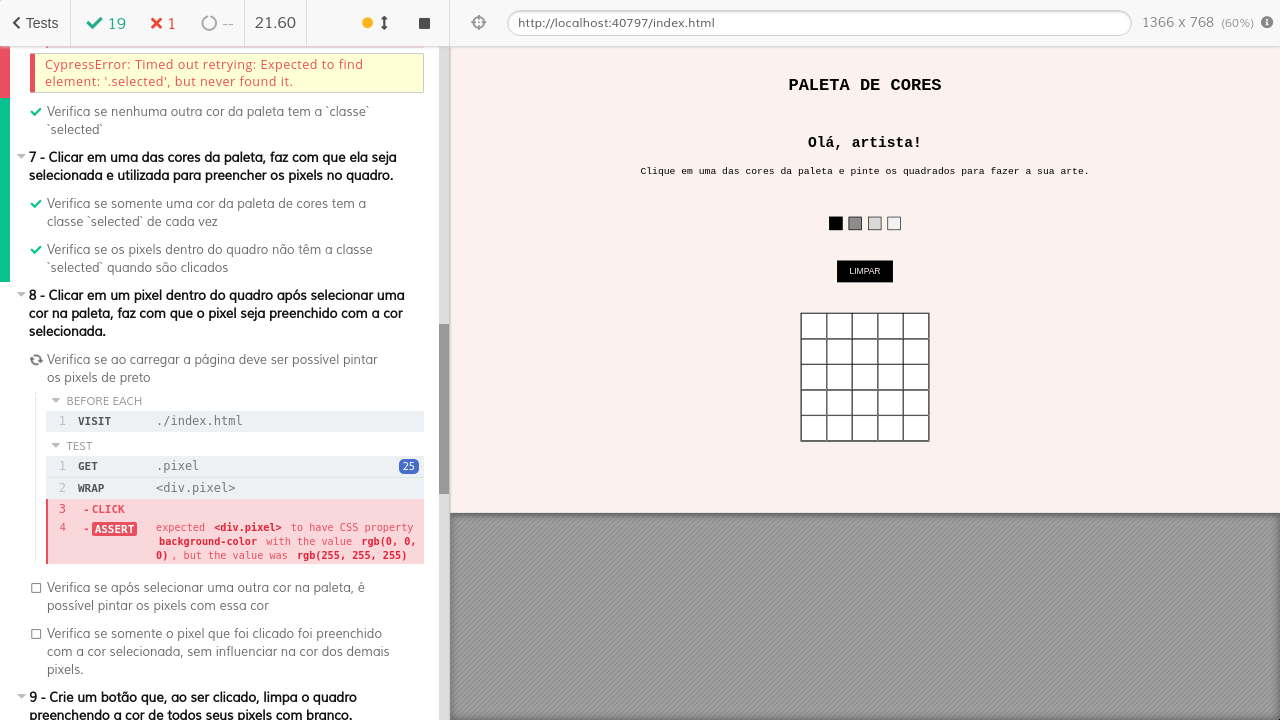 Tests
19
1
--
21.60
http://localhost:40797/index.html
1366 x 768 (60%)
CypressError: Timed out retrying: Expected to find
element: '.selected', but never found it.
Verifica se nenhuma outra cor da paleta tem a `classe`
`selected`
7 - Clicar em uma das cores da paleta, faz com que ela seja
selecionada e utilizada para preencher os pixels no quadro.
Verifica se somente uma cor da paleta de cores tem a
classe `selected` de cada vez
Verifica se os pixels dentro do quadro não têm a classe
`selected` quando são clicados
8 - Clicar em um pixel dentro do quadro após selecionar uma
cor na paleta, faz com que o pixel seja preenchido com a cor
selecionada.
Verifica se ao carregar a página deve ser possível pintar
os pixels de preto
BEFORE EACH
1 VISIT ./index.html
TEST
1 GET .pixel 25
2 WRAP <div.pixel>
3 - CLICK
4 - ASSERT expected <div.pixel> to have CSS property
background-color with the value rgb(0, 0,
0) , but the value was rgb(255, 255, 255)
Verifica se após selecionar uma outra cor na paleta, é
possível pintar os pixels com essa cor
Verifica se somente o pixel que foi clicado foi preenchido
com a cor selecionada, sem influenciar na cor dos demais
pixels.
9 - Crie um botão que, ao ser clicado, limpa o quadro
preenchendo a cor de todos seus pixels com branco.
PALETA DE CORES
Olá, artista!
Clique em uma das cores da paleta e pinte os quadrados para fazer a sua arte.
LIMPAR